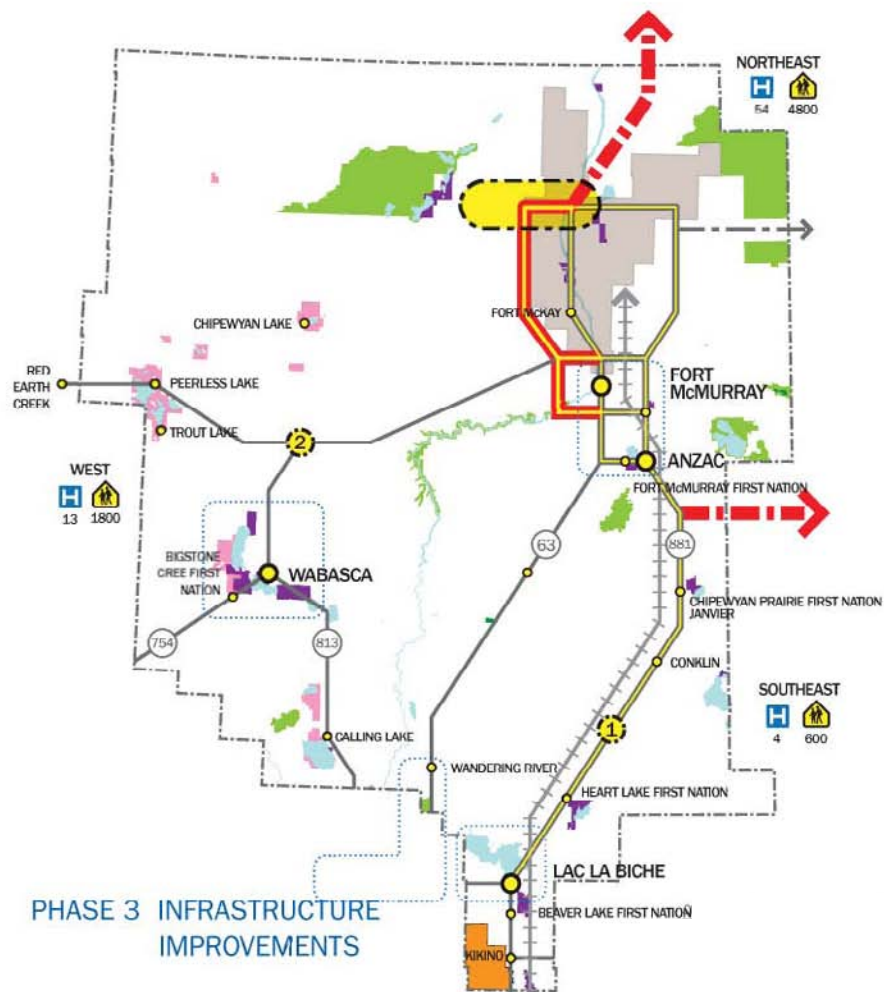 NORTHEAST
H
54 4800
CHIPEWYAN LAKE
FORT McKAY
RED
EARTH
CREEK
PEERLESS LAKE
FORT
McMURRAY
TROUT LAKE
2
ANZAC
WEST
H
13 1800
FORT McMURRAY FIRST NATION
BIGSTONE
CREE FIRST
NATION
WABASCA
63
881
CHIPEWYAN PRAIRIE FIRST NATION
JANVIER
754
813
CONKLIN
SOUTHEAST
H
4 600
1
CALLING LAKE
WANDERING RIVER
HEART LAKE FIRST NATION
LAC LA BICHE
PHASE 3 INFRASTRUCTURE
IMPROVEMENTS
BEAVER LAKE FIRST NATION
KIKINO